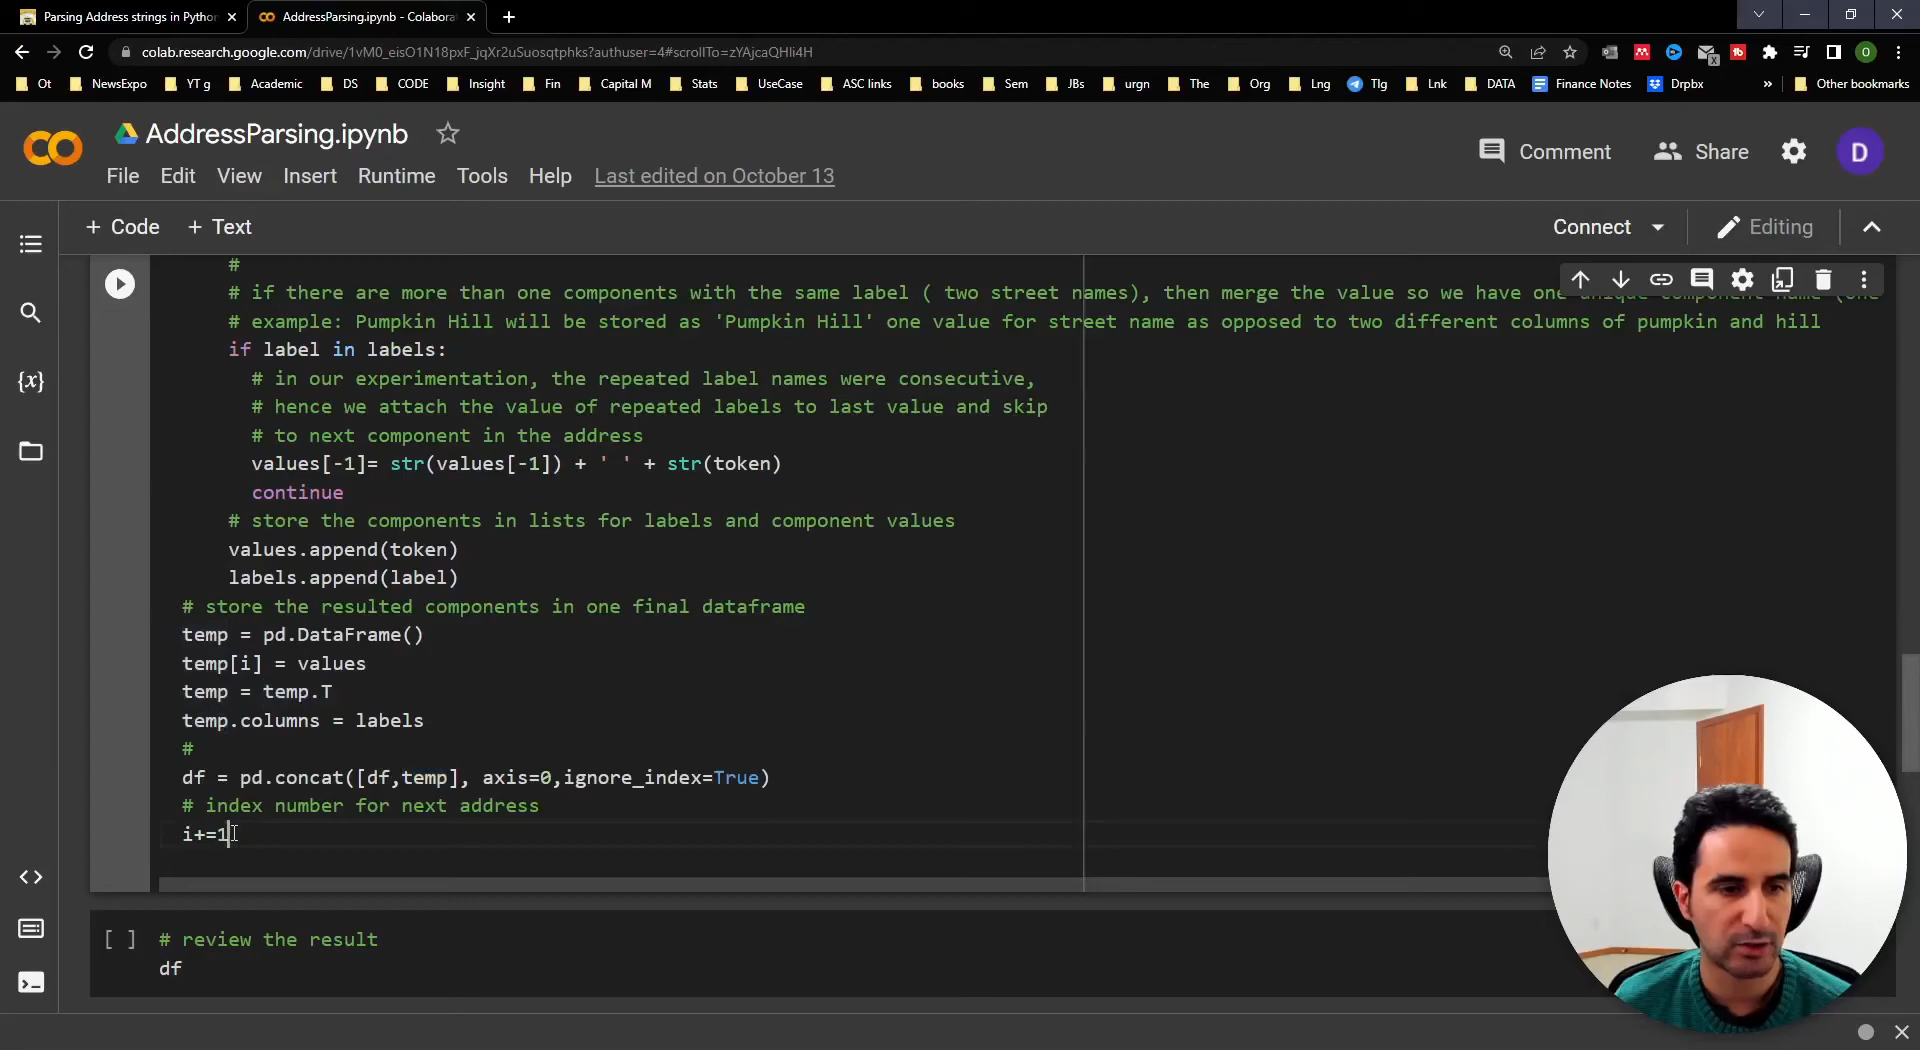 Parsing Address strings in Pytho
AddressParsing.ipynb - Colabora
colab.research.google.com/drive/1vM0_eisO1N18pxF_jqXr2uSuosqtphks?authuser=4#scrollTo=zYAjcaQHli4H
Ot NewsExpo YT g Academic DS CODE Insight Fin Capital M Stats UseCase ASC links books Sem JBs urgn The Org Lng Tlg Lnk DATA Finance Notes Drpbx » Other bookmarks
AddressParsing.ipynb
Comment Share D
File Edit View Insert Runtime Tools Help Last edited on October 13
+ Code + Text Connect Editing
#
# if there are more than one components with the same label ( two street names), then merge the value so we have one unique component name (one
# example: Pumpkin Hill will be stored as 'Pumpkin Hill' one value for street name as opposed to two different columns of pumpkin and hill
if label in labels:
# in our experimentation, the repeated label names were consecutive,
# hence we attach the value of repeated labels to last value and skip
# to next component in the address
values[-1]= str(values[-1]) + ' ' + str(token)
continue
# store the components in lists for labels and component values
values.append(token)
labels.append(label)
# store the resulted components in one final dataframe
temp = pd.DataFrame()
temp[i] = values
temp = temp.T
temp.columns = labels
#
df = pd.concat([df,temp], axis=0,ignore_index=True)
# index number for next address
i+=1
[ ] # review the result
df